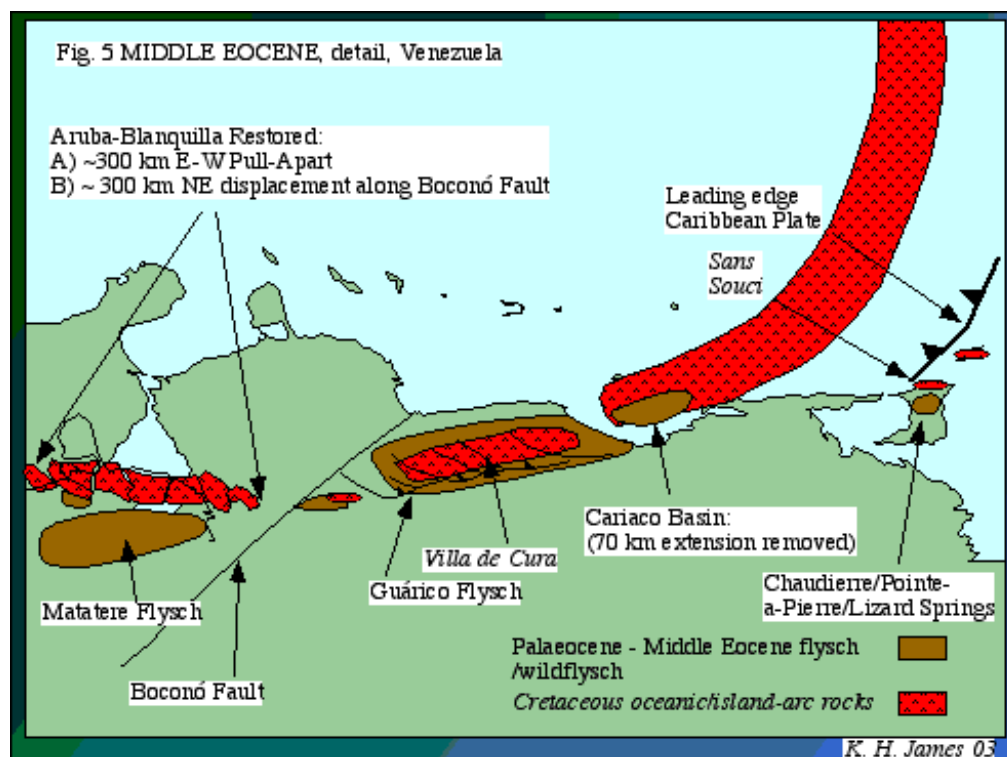 Fig. 5 MIDDLE EOCENE, detail, Venezuela
Aruba-Blanquilla Restored:
A) ~300 km E-W Pull-Apart
B) ~ 300 km NE displacement along Boconó Fault
Leading edge
Caribbean Plate
Sans
Souci
Cariaco Basin:
(70 km extension removed)
Villa de Cura
Guárico Flysch
Matatere Flysch
Chaudierre/Pointe-
a-Pierre/Lizard Springs
Boconó Fault
Palaeocene - Middle Eocene flysch
/wildflysch
Cretaceous oceanic/island-arc rocks
K. H. James 03